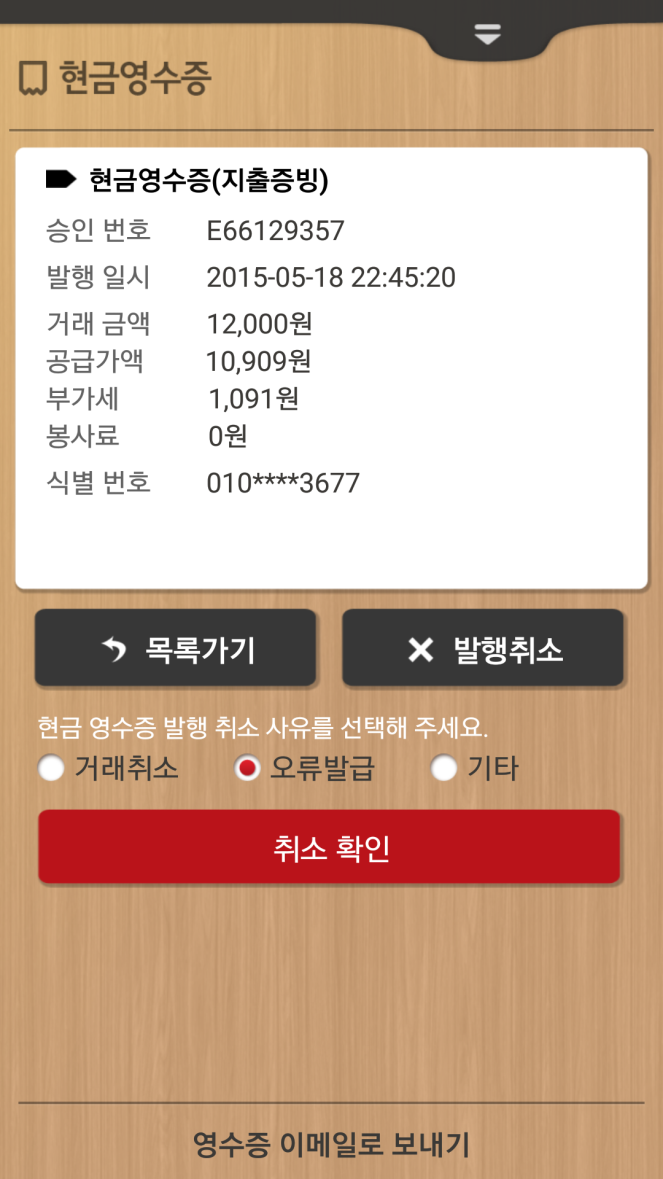 현금영수증
현금영수증(지출증빙)
승인 번호 E66129357
발행 일시 2015-05-18 22:45:20
거래 금액 12,000원
공급가액 10,909원
부가세 1,091원
봉사료 0원
식별 번호 010****3677
목록가기 발행취소
현금 영수증 발행 취소 사유를 선택해 주세요.
거래취소 오류발급 기타
취소 확인
영수증 이메일로 보내기